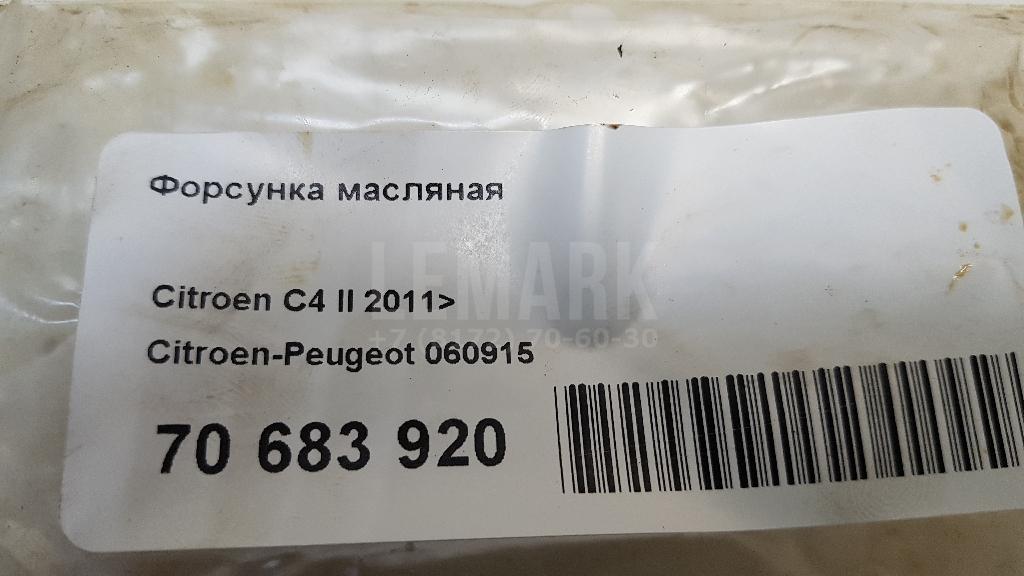 Форсунка масляная
LEMARK
Citroen C4 II 2011>
+7 (8172) 70-60-30
Citroen-Peugeot 060915
70 683 920